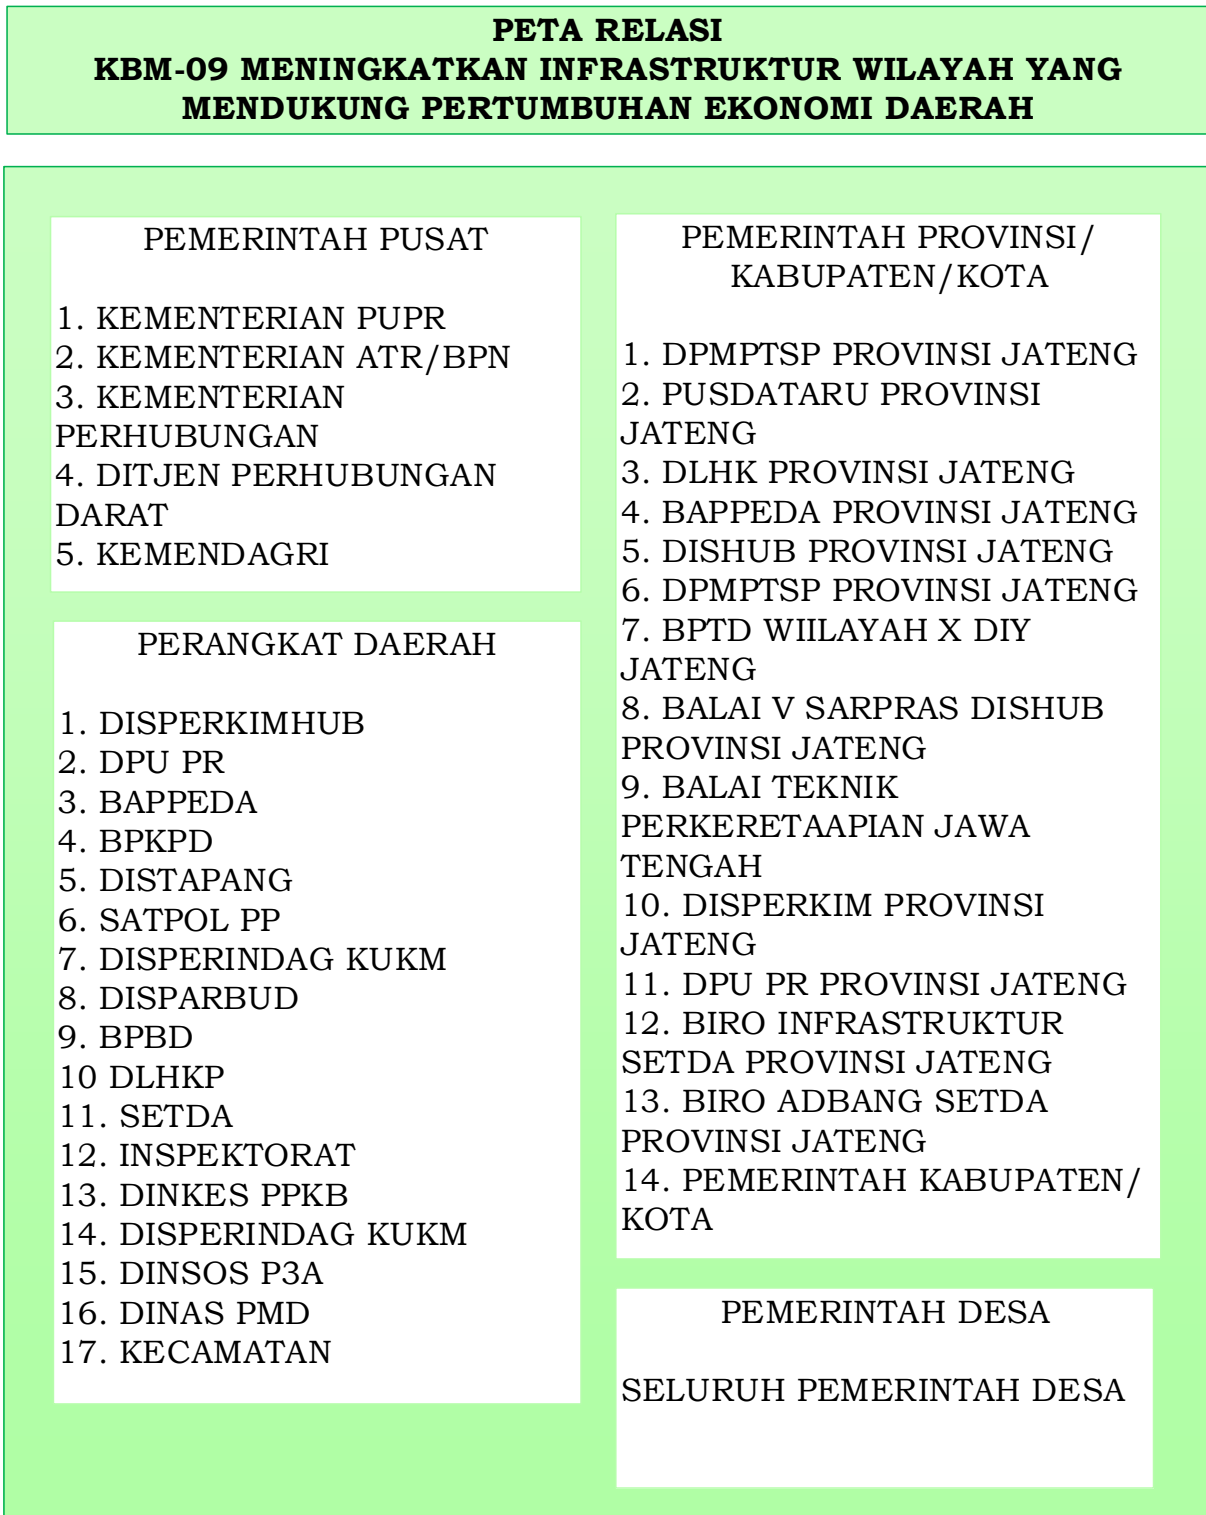 PETA RELASI
KBM-09 MENINGKATKAN INFRASTRUKTUR WILAYAH YANG
MENDUKUNG PERTUMBUHAN EKONOMI DAERAH
PEMERINTAH PUSAT
1. KEMENTERIAN PUPR
2. KEMENTERIAN ATR/BPN
3. KEMENTERIAN
PERHUBUNGAN
4. DITJEN PERHUBUNGAN
DARAT
5. KEMENDAGRI
PERANGKAT DAERAH
1. DISPERKIMHUB
2. DPU PR
3. BAPPEDA
4. BPKPD
5. DISTAPANG
6. SATPOL PP
7. DISPERINDAG KUKM
8. DISPARBUD
9. BPBD
10 DLHKP
11. SETDA
12. INSPEKTORAT
13. DINKES PPKB
14. DISPERINDAG KUKM
15. DINSOS P3A
16. DINAS PMD
17. KECAMATAN
PEMERINTAH PROVINSI/
KABUPATEN/KOTA
1. DPMPTSP PROVINSI JATENG
2. PUSDATARU PROVINSI
JATENG
3. DLHK PROVINSI JATENG
4. BAPPEDA PROVINSI JATENG
5. DISHUB PROVINSI JATENG
6. DPMPTSP PROVINSI JATENG
7. BPTD WIILAYAH X DIY
JATENG
8. BALAI V SARPRAS DISHUB
PROVINSI JATENG
9. BALAI TEKNIK
PERKERETAAPIAN JAWA
TENGAH
10. DISPERKIM PROVINSI
JATENG
11. DPU PR PROVINSI JATENG
12. BIRO INFRASTRUKTUR
SETDA PROVINSI JATENG
13. BIRO ADBANG SETDA
PROVINSI JATENG
14. PEMERINTAH KABUPATEN/
KOTA
PEMERINTAH DESA
SELURUH PEMERINTAH DESA